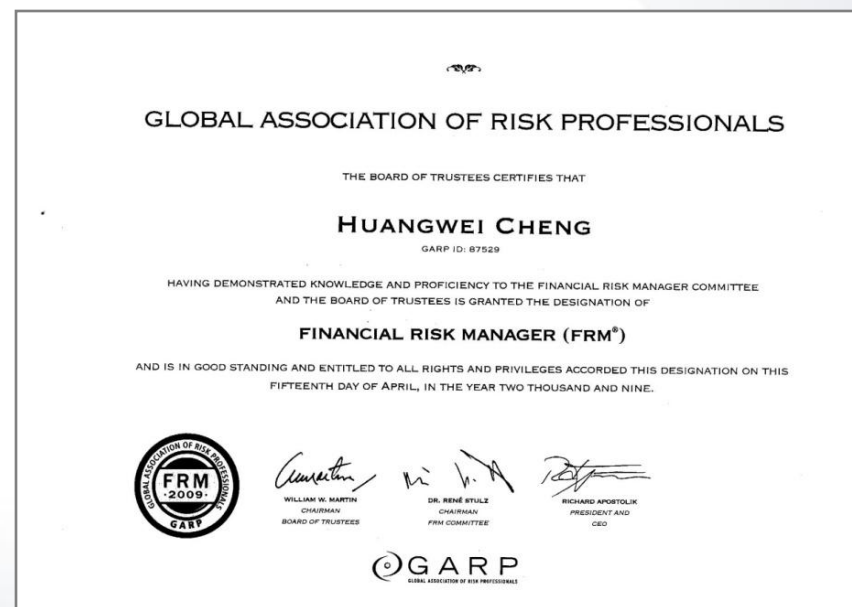 GLOBAL ASSOCIATION OF RISK PROFESSIONALS
THE BOARD OF TRUSTEES CERTIFIES THAT
HUANGWEI CHENG
GARP ID: 87529
HAVING DEMONSTRATED KNOWLEDGE AND PROFICIENCY TO THE FINANCIAL RISK MANAGER COMMITTEE
AND THE BOARD OF TRUSTEES IS GRANTED THE DESIGNATION OF
FINANCIAL RISK MANAGER (FRM®)
AND IS IN GOOD STANDING AND ENTITLED TO ALL RIGHTS AND PRIVILEGES ACCORDED THIS DESIGNATION ON THIS
FIFTEENTH DAY OF APRIL, IN THE YEAR TWO THOUSAND AND NINE.
GLOBAL ASSOCIATION OF RISK PROFESSIONALS
FRM
·2009·
GARP
WILLIAM W. MARTIN
CHAIRMAN
BOARD OF TRUSTEES
DR. RENÉ STULZ
CHAIRMAN
FRM COMMITTEE
RICHARD APOSTOLIK
PRESIDENT AND
CEO
GARP
GLOBAL ASSOCIATION OF RISK PROFESSIONALS